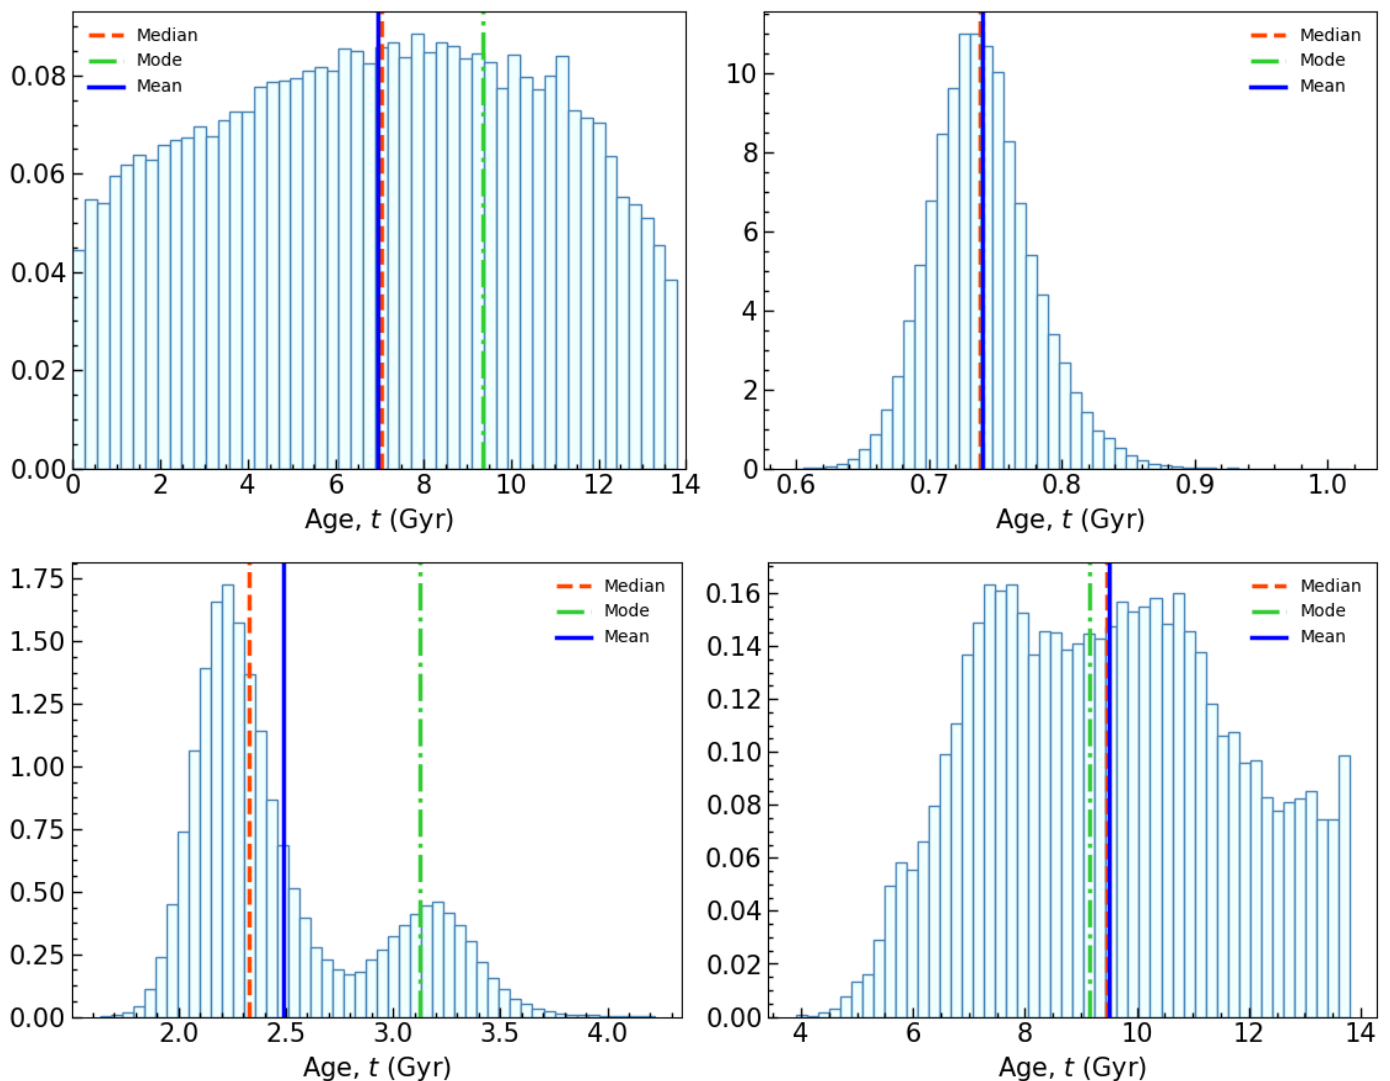 Median
Mode
Mean
0.08
0.06
0.04
0.02
0.00
0 2 4 6 8 10 12 14
Age, t (Gyr)
Median
Mode
Mean
10
8
6
4
2
0
0.6 0.7 0.8 0.9 1.0
Age, t (Gyr)
Median
Mode
Mean
1.75
1.50
1.25
1.00
0.75
0.50
0.25
0.00
2.0 2.5 3.0 3.5 4.0
Age, t (Gyr)
Median
Mode
Mean
0.16
0.14
0.12
0.10
0.08
0.06
0.04
0.02
0.00
4 6 8 10 12 14
Age, t (Gyr)